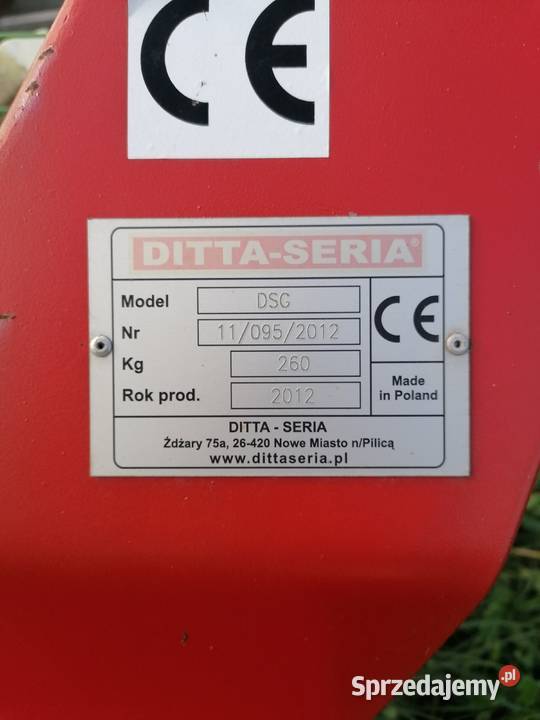 CE
DITTA-SERIA®
Model DSG
Nr 11/095/2012
Kg 260
Rok prod. 2012
CE
Made
in Poland
DITTA - SERIA
Żdżary 75a, 26-420 Nowe Miasto n/Pilicą
www.dittaseria.pl
Sprzedajemy.pl